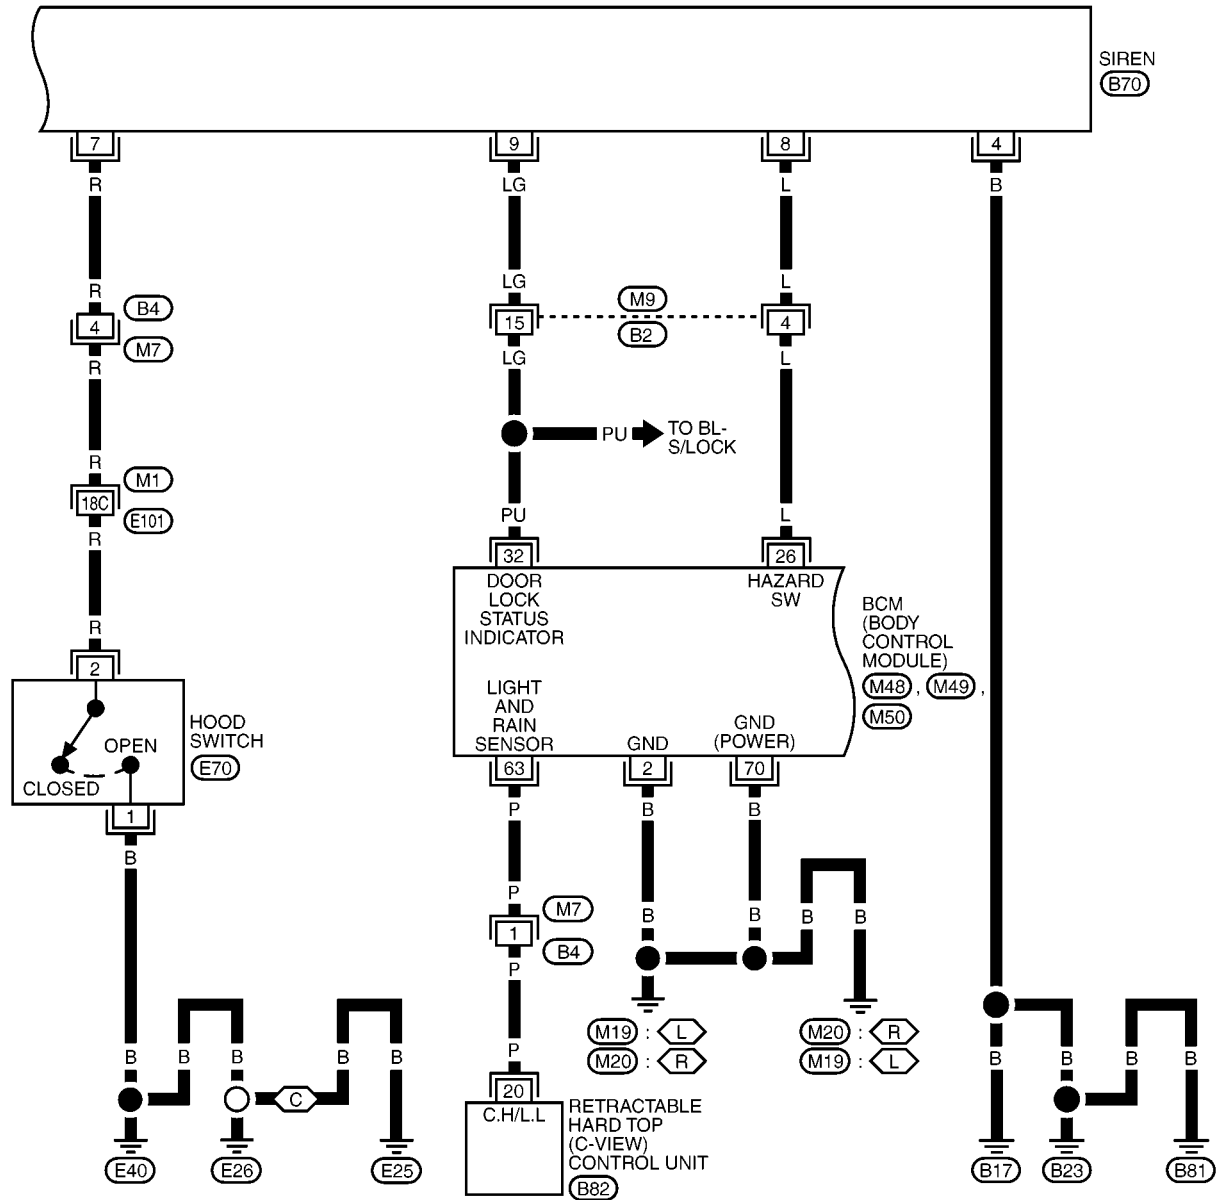 SIREN
B70
7
9
8
4
R
LG
L
B
R
LG
L
B4
M9
4
15
4
M7
B2
R
LG
L
PU
TO BL-
S/LOCK
R
M1
18C
E101
R
PU
L
32
26
DOOR
LOCK
STATUS
INDICATOR
HAZARD
SW
BCM
(BODY
CONTROL
MODULE)
M48 , M49 ,
M50
R
2
HOOD
SWITCH
E70
OPEN
CLOSED
1
LIGHT
AND
RAIN
SENSOR
GND
GND
(POWER)
63
2
70
P
B
B
B
P
B
B
B
B
M7
1
B4
P
M19 : L
M20 : R
M20 : R
M19 : L
P
B
B
B
B
B
B
B
B
B
20
C
C.H/L.L
RETRACTABLE
HARD TOP
(C-VIEW)
CONTROL UNIT
B82
E40
E26
E25
B17
B23
B81